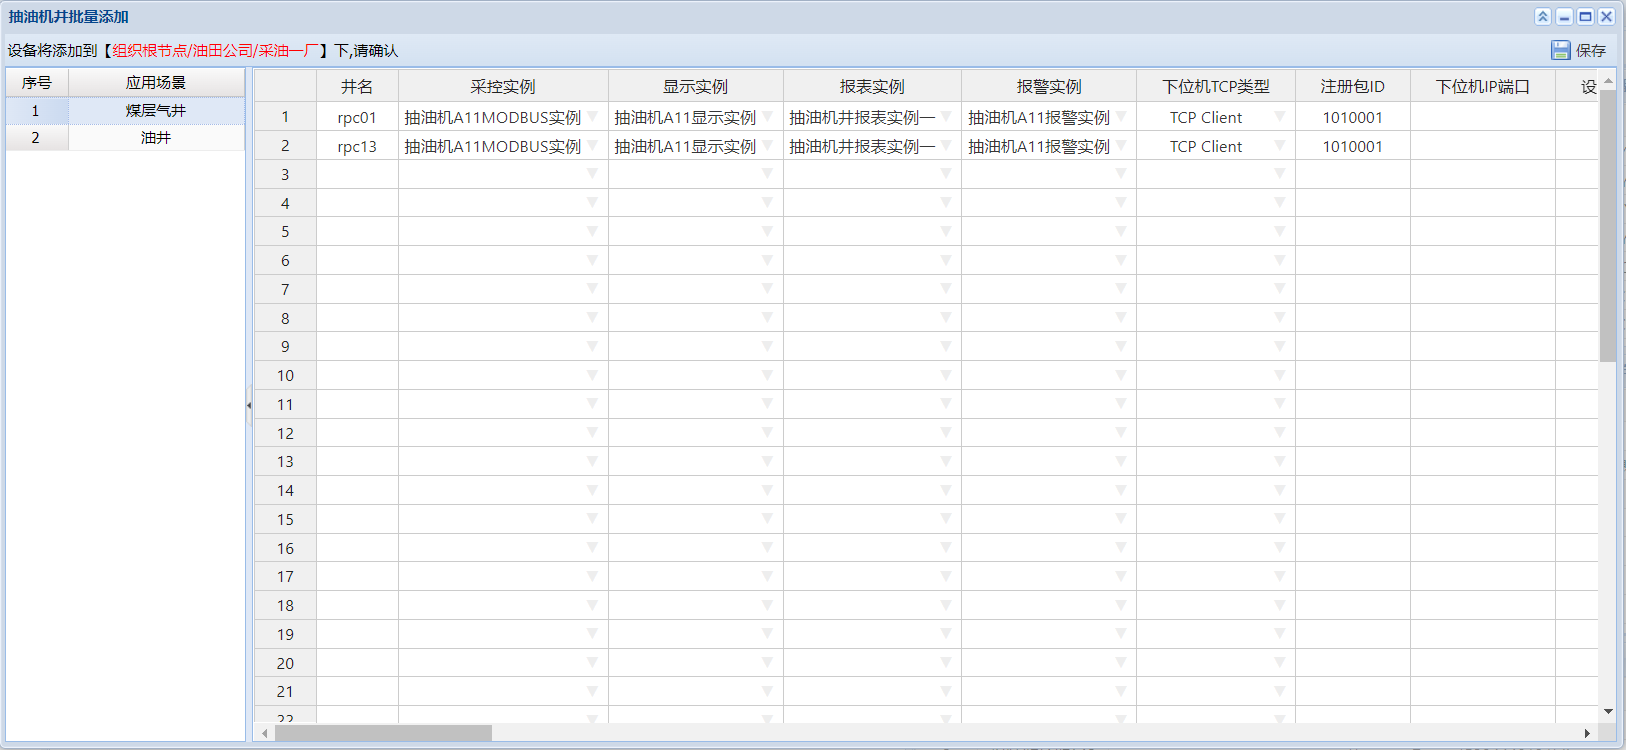 抽油机井批量添加
设备将添加到【组织根节点/油田公司/采油一厂】下,请确认
保存
序号 应用场景
1 煤层气井
2 油井
井名 采控实例 显示实例 报表实例 报警实例 下位机TCP类型 注册包ID 下位机IP端口 设
1 rpc01 抽油机A11MODBUS实例 抽油机A11显示实例 抽油机井报表实例一 抽油机A11报警实例 TCP Client 1010001
2 rpc13 抽油机A11MODBUS实例 抽油机A11显示实例 抽油机井报表实例一 抽油机A11报警实例 TCP Client 1010001
3
4
5
6
7
8
9
10
11
12
13
14
15
16
17
18
19
20
21
22